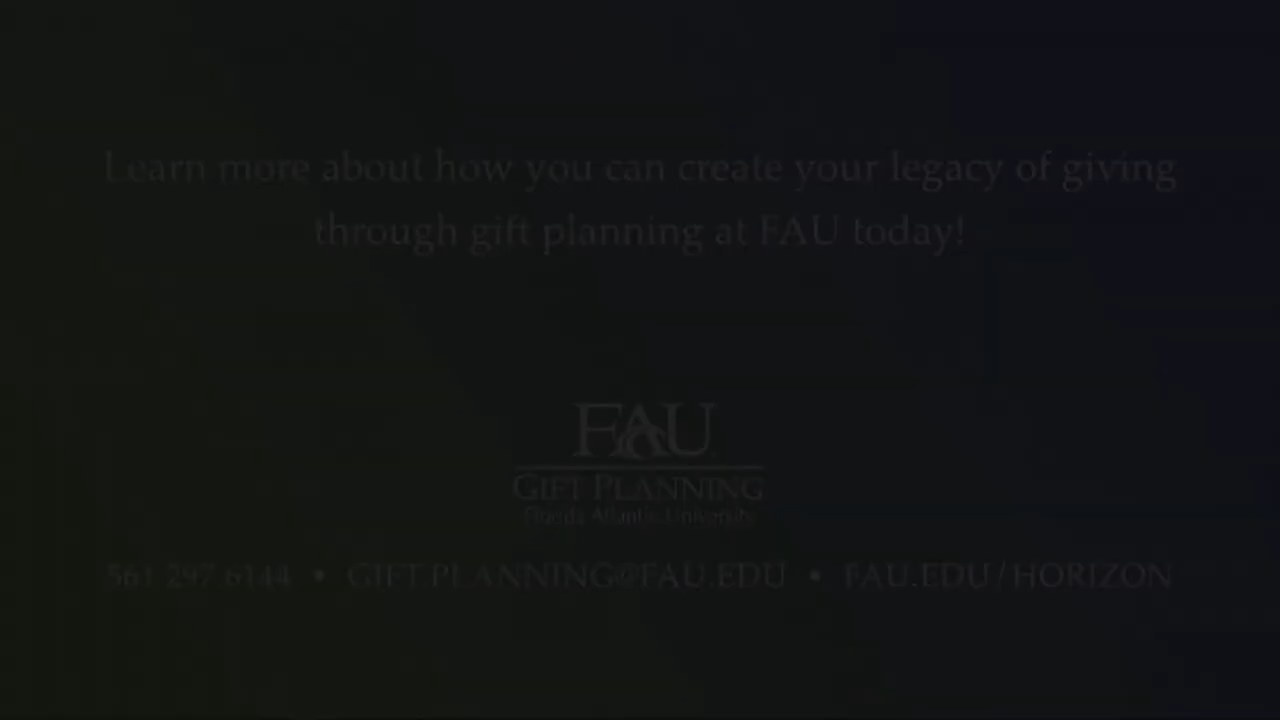 Learn more about how you can create your legacy of giving
through gift planning at FAU today!
FAU
GIFT PLANNING
Florida Atlantic University
561.297.6144 • GIFT.PLANNING@FAU.EDU • FAU.EDU/HORIZON